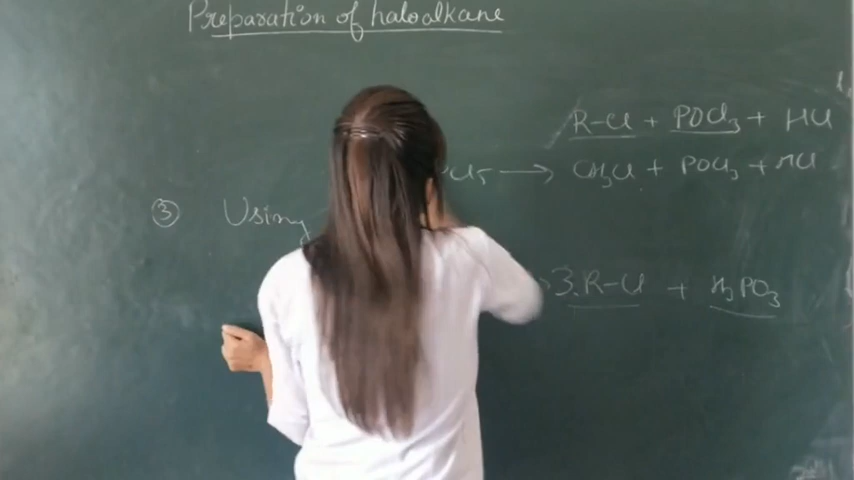 Preparation of haloalkane
R-Cl + POCl3 + HCl
Cl5 → CH3Cl + POCl3 + HCl
③ Using
3.R-Cl + H3PO3